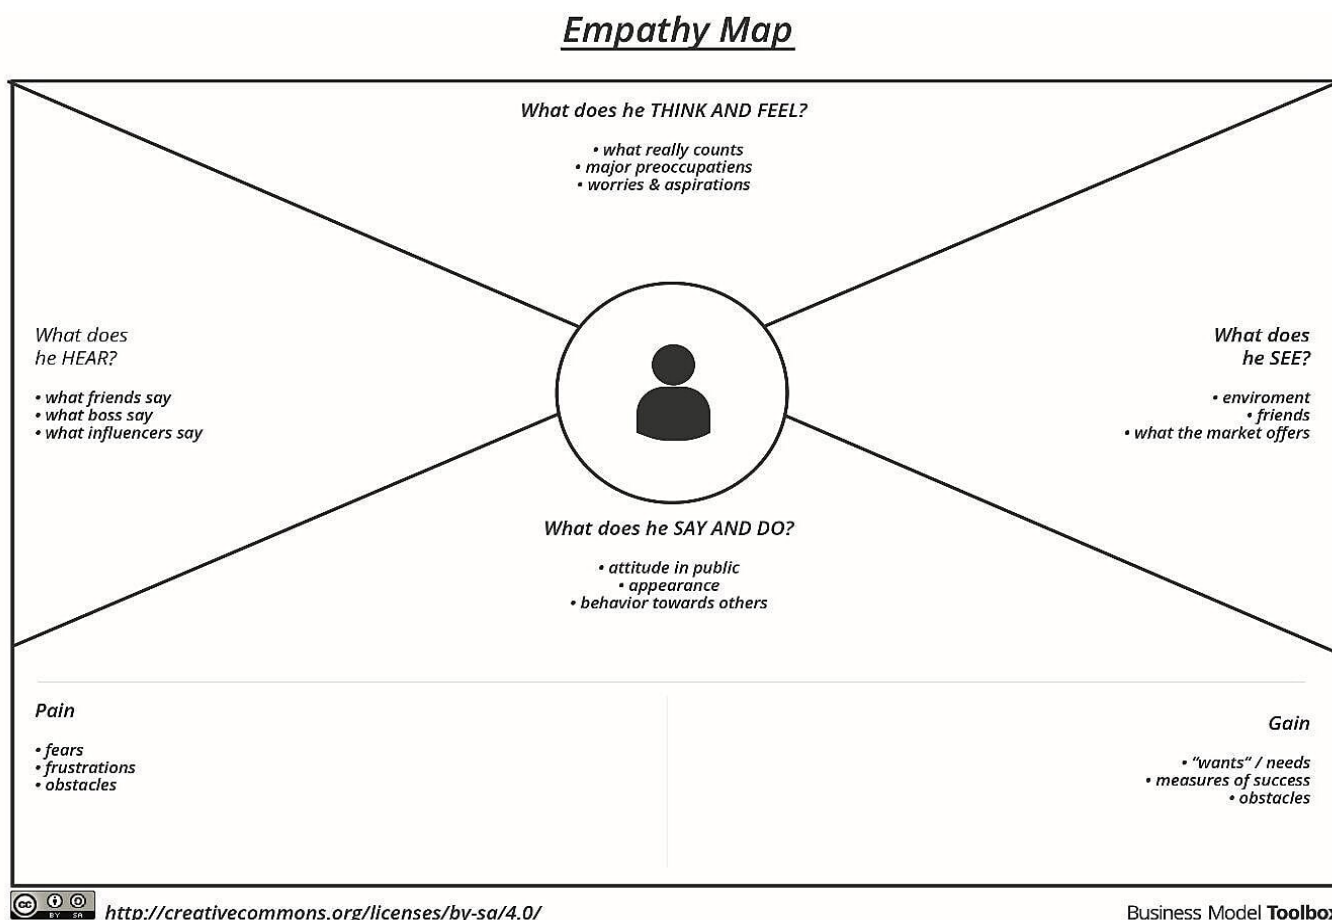 Empathy Map
What does he THINK AND FEEL?
• what really counts
• major preoccupatiens
• worries & aspirations
What does
he HEAR?
• what friends say
• what boss say
• what influencers say
What does
he SEE?
• enviroment
• friends
• what the market offers
What does he SAY AND DO?
• attitude in public
• appearance
• behavior towards others
Pain
• fears
• frustrations
• obstacles
Gain
• “wants” / needs
• measures of success
• obstacles
cc BY SA http://creativecommons.org/licenses/by-sa/4.0/
Business Model Toolbox